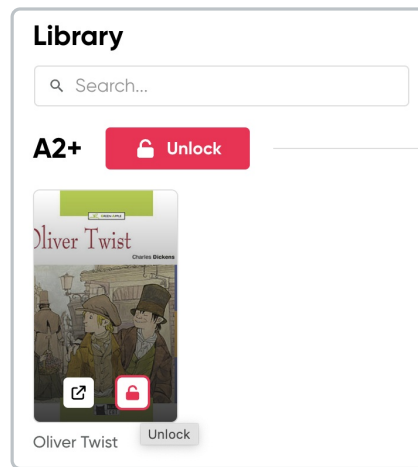 Library
Search...
A2+
Unlock
Oliver Twist
Charles Dickens
Oliver Twist
Unlock